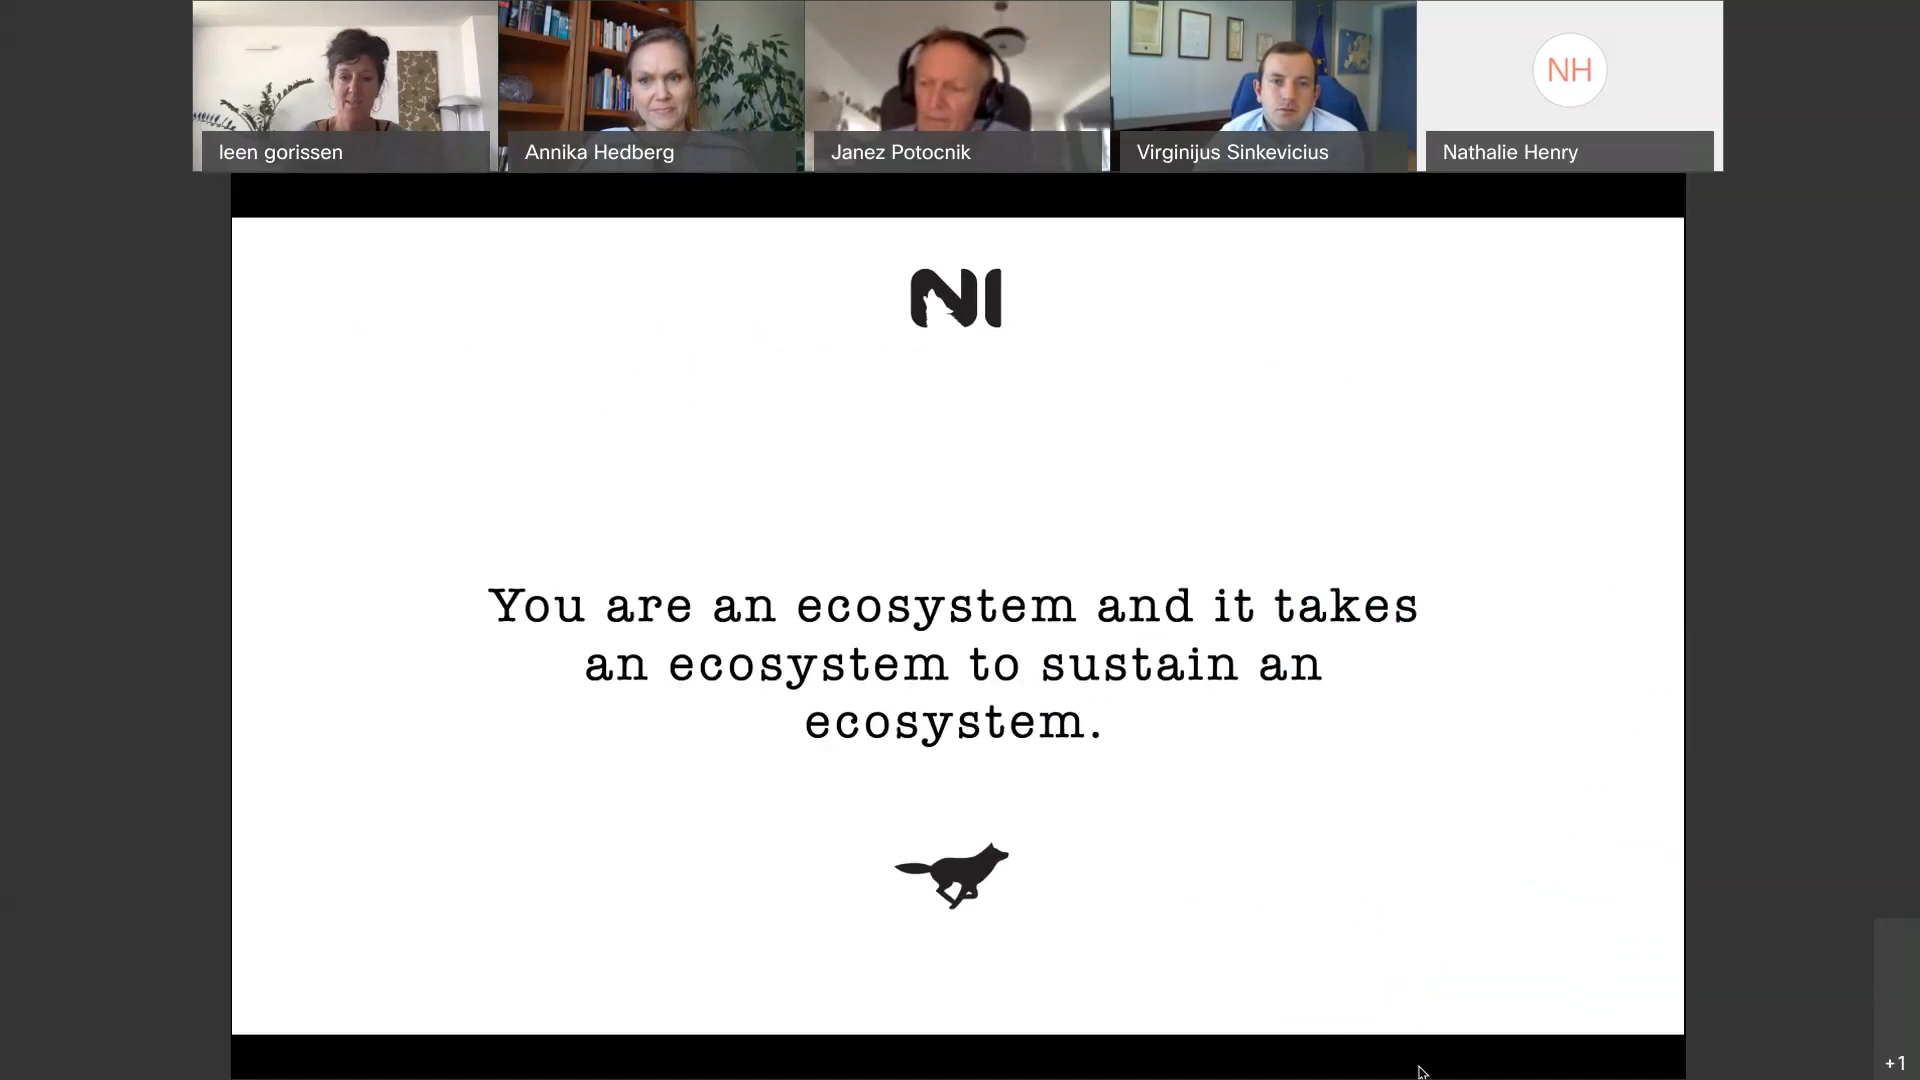 leen gorissen
Annika Hedberg
Janez Potocnik
Virginijus Sinkevicius
NH
Nathalie Henry
NI
You are an ecosystem and it takes
an ecosystem to sustain an
ecosystem.
+1